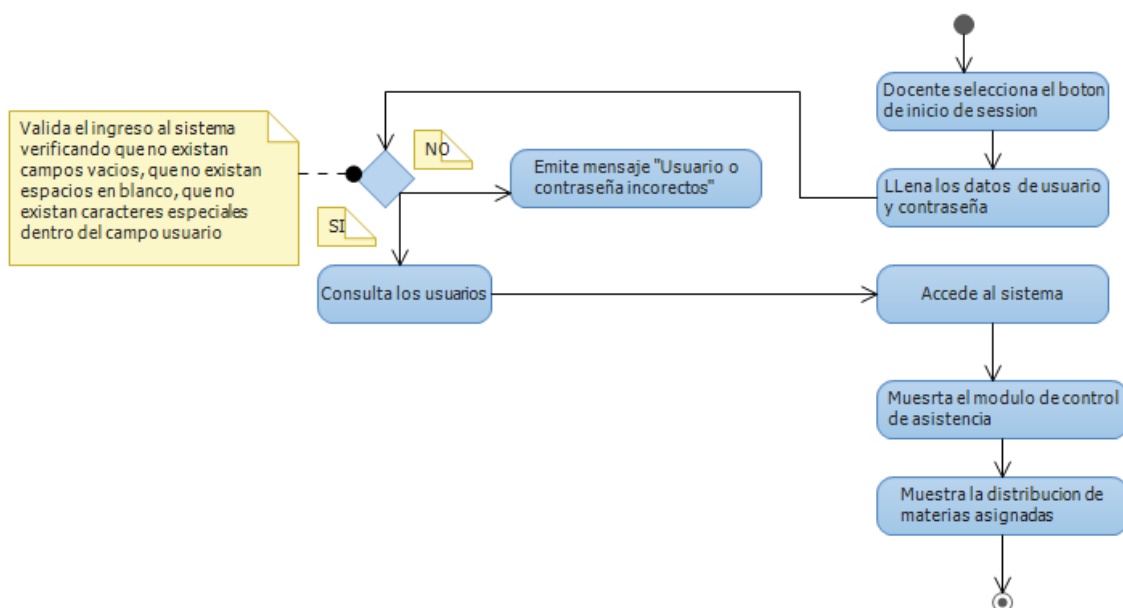 Docente selecciona el boton
de inicio de session
LLena los datos de usuario
y contraseña
Valida el ingreso al sistema
verificando que no existan
campos vacios, que no existan
espacios en blanco, que no
existan caracteres especiales
dentro del campo usuario
NO
Emite mensaje "Usuario o
contraseña incorectos"
SI
Consulta los usuarios
Accede al sistema
Muesrta el modulo de control
de asistencia
Muestra la distribucion de
materias asignadas